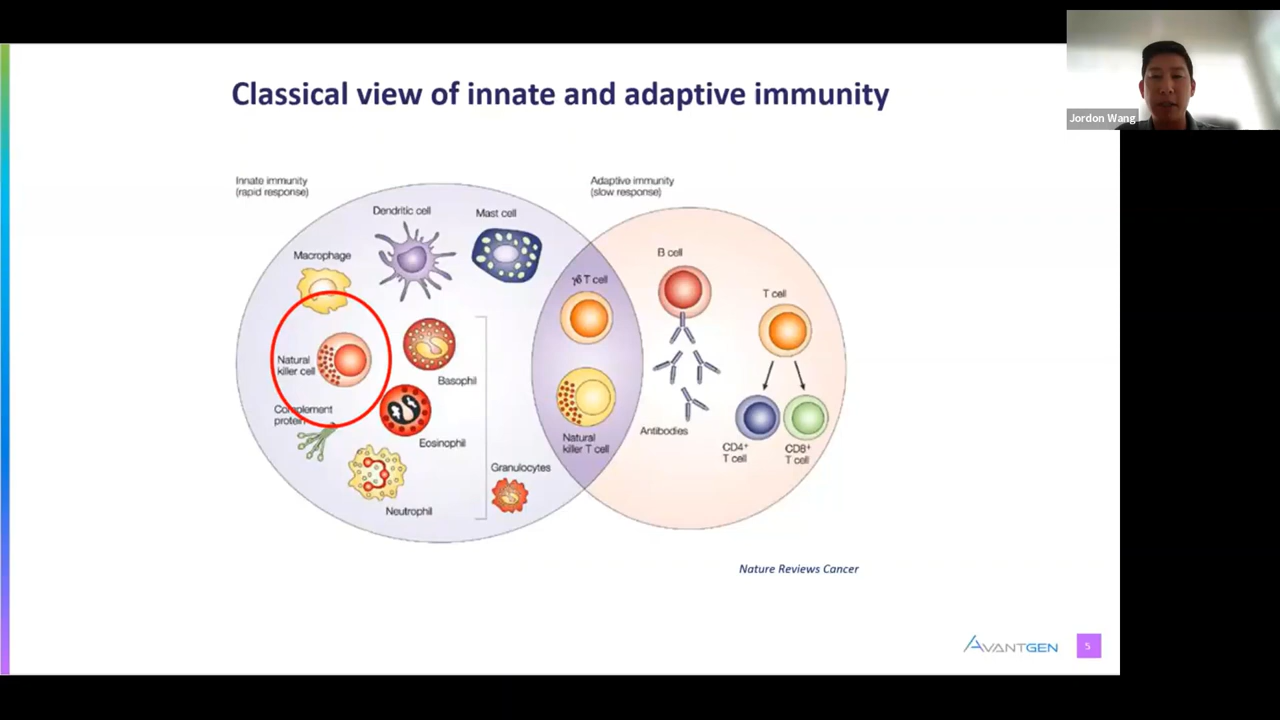 Classical view of innate and adaptive immunity
Jordon Wang
Innate immunity
(rapid response)
Adaptive immunity
(slow response)
Dendritic cell
Mast cell
Macrophage
B cell
γδ T cell
T cell
Natural
killer cell
Basophil
Complement
protein
Eosinophil
Antibodies
Natural
killer T cell
CD4+
T cell
CD8+
T cell
Granulocytes
Neutrophil
Nature Reviews Cancer
AVANTGEN
5